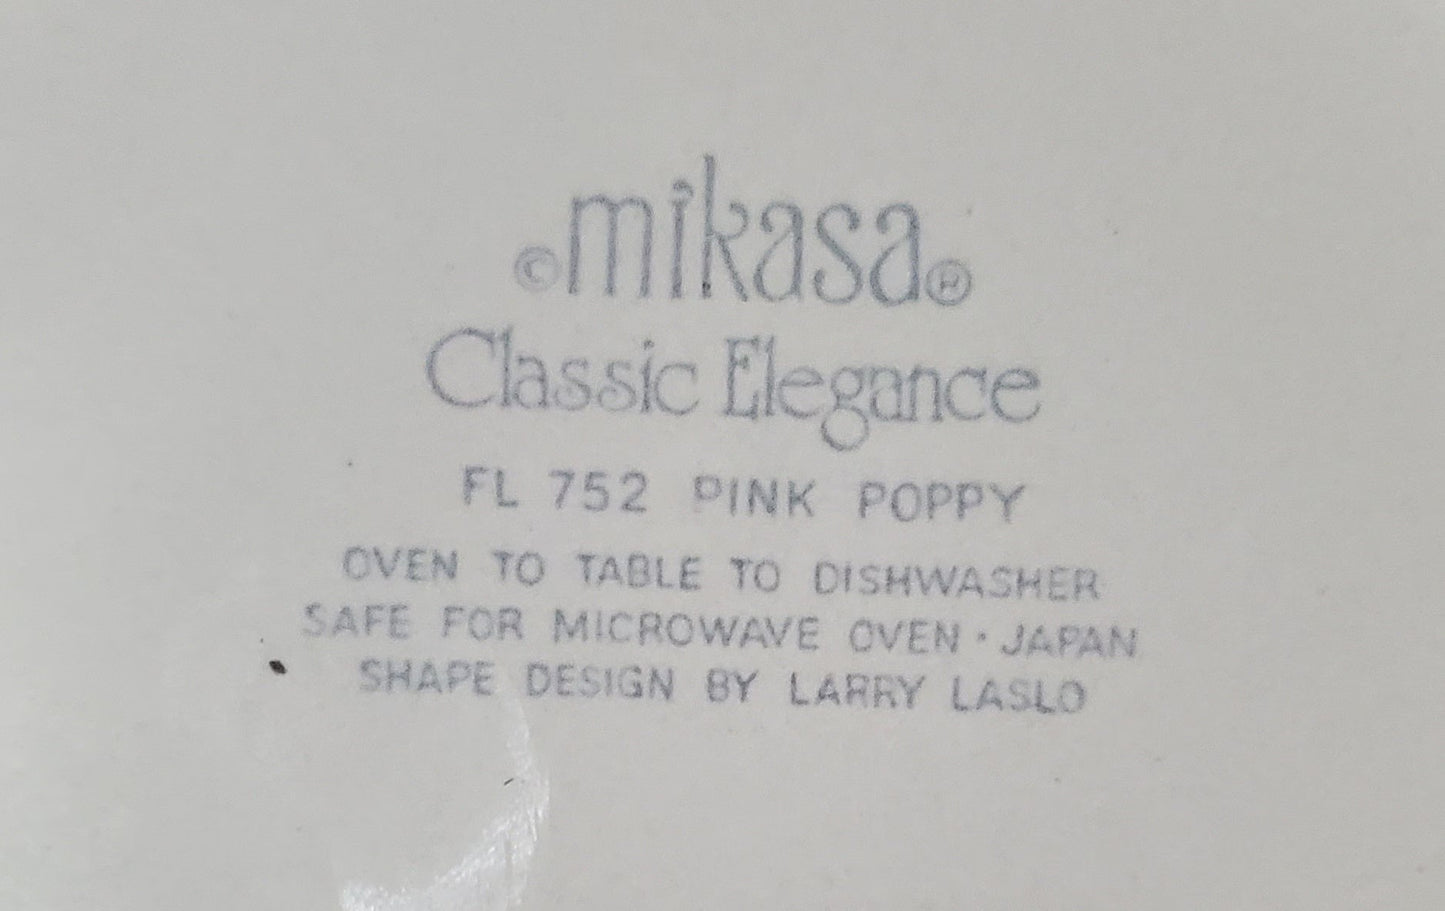 ©mikasa®
Classic Elegance
FL 752 PINK POPPY
OVEN TO TABLE TO DISHWASHER
SAFE FOR MICROWAVE OVEN · JAPAN
SHAPE DESIGN BY LARRY LASLO